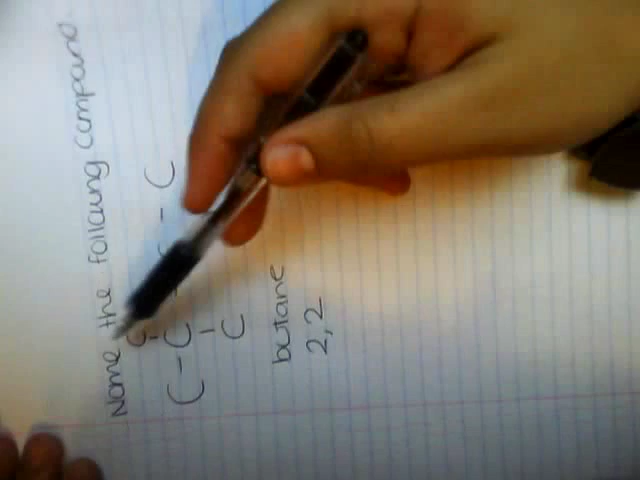 Name the following compound
C
C - C - C - C
C
butane
2,2